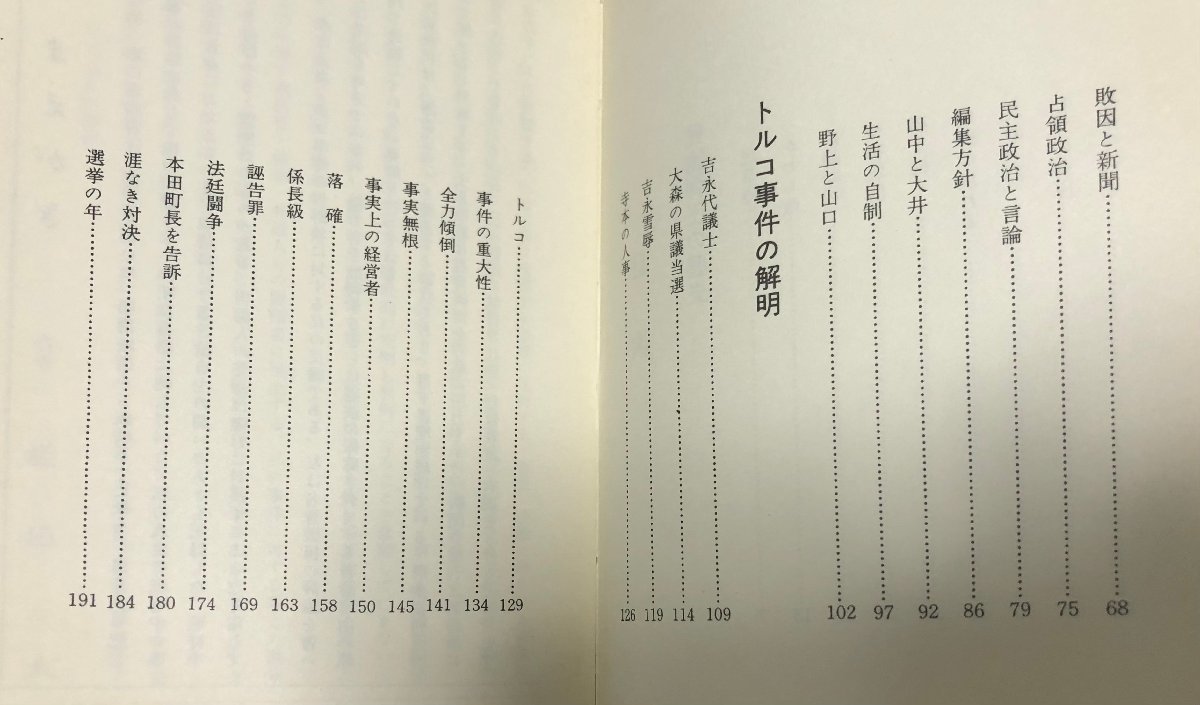 敗因と新聞……68
占領政治……75
民主政治と言論……79
編集方針……86
山中と大井……92
生活の自制……97
野上と山口……102
トルコ事件の解明
吉永代議士……109
大森の県議当選……114
吉永雪辱……119
寺本の人事……126
トルコ……129
事件の重大性……134
全力傾倒……141
事実無根……145
事実上の経営者……150
落 確……158
係長級……163
誣告罪……169
法廷闘争……174
本田町長を告訴……180
涯なき対決……184
選挙の年……191